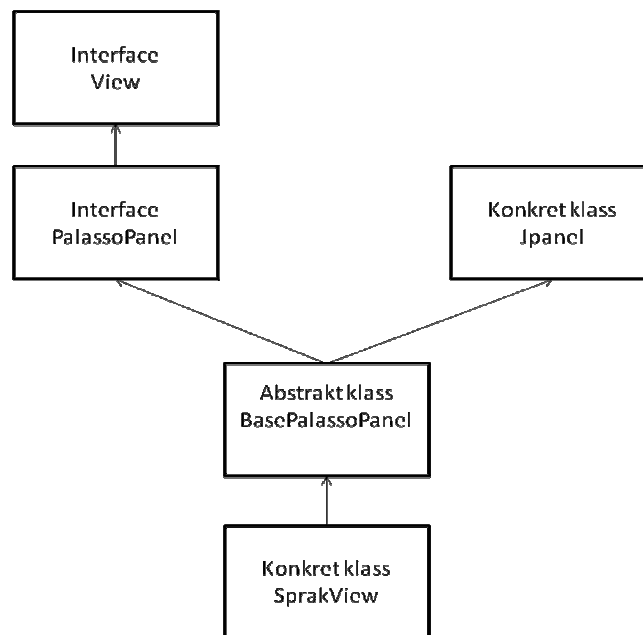 Interface
View
Interface
PalassoPanel
Konkret klass
Jpanel
Abstrakt klass
BasePalassoPanel
Konkret klass
SprakView